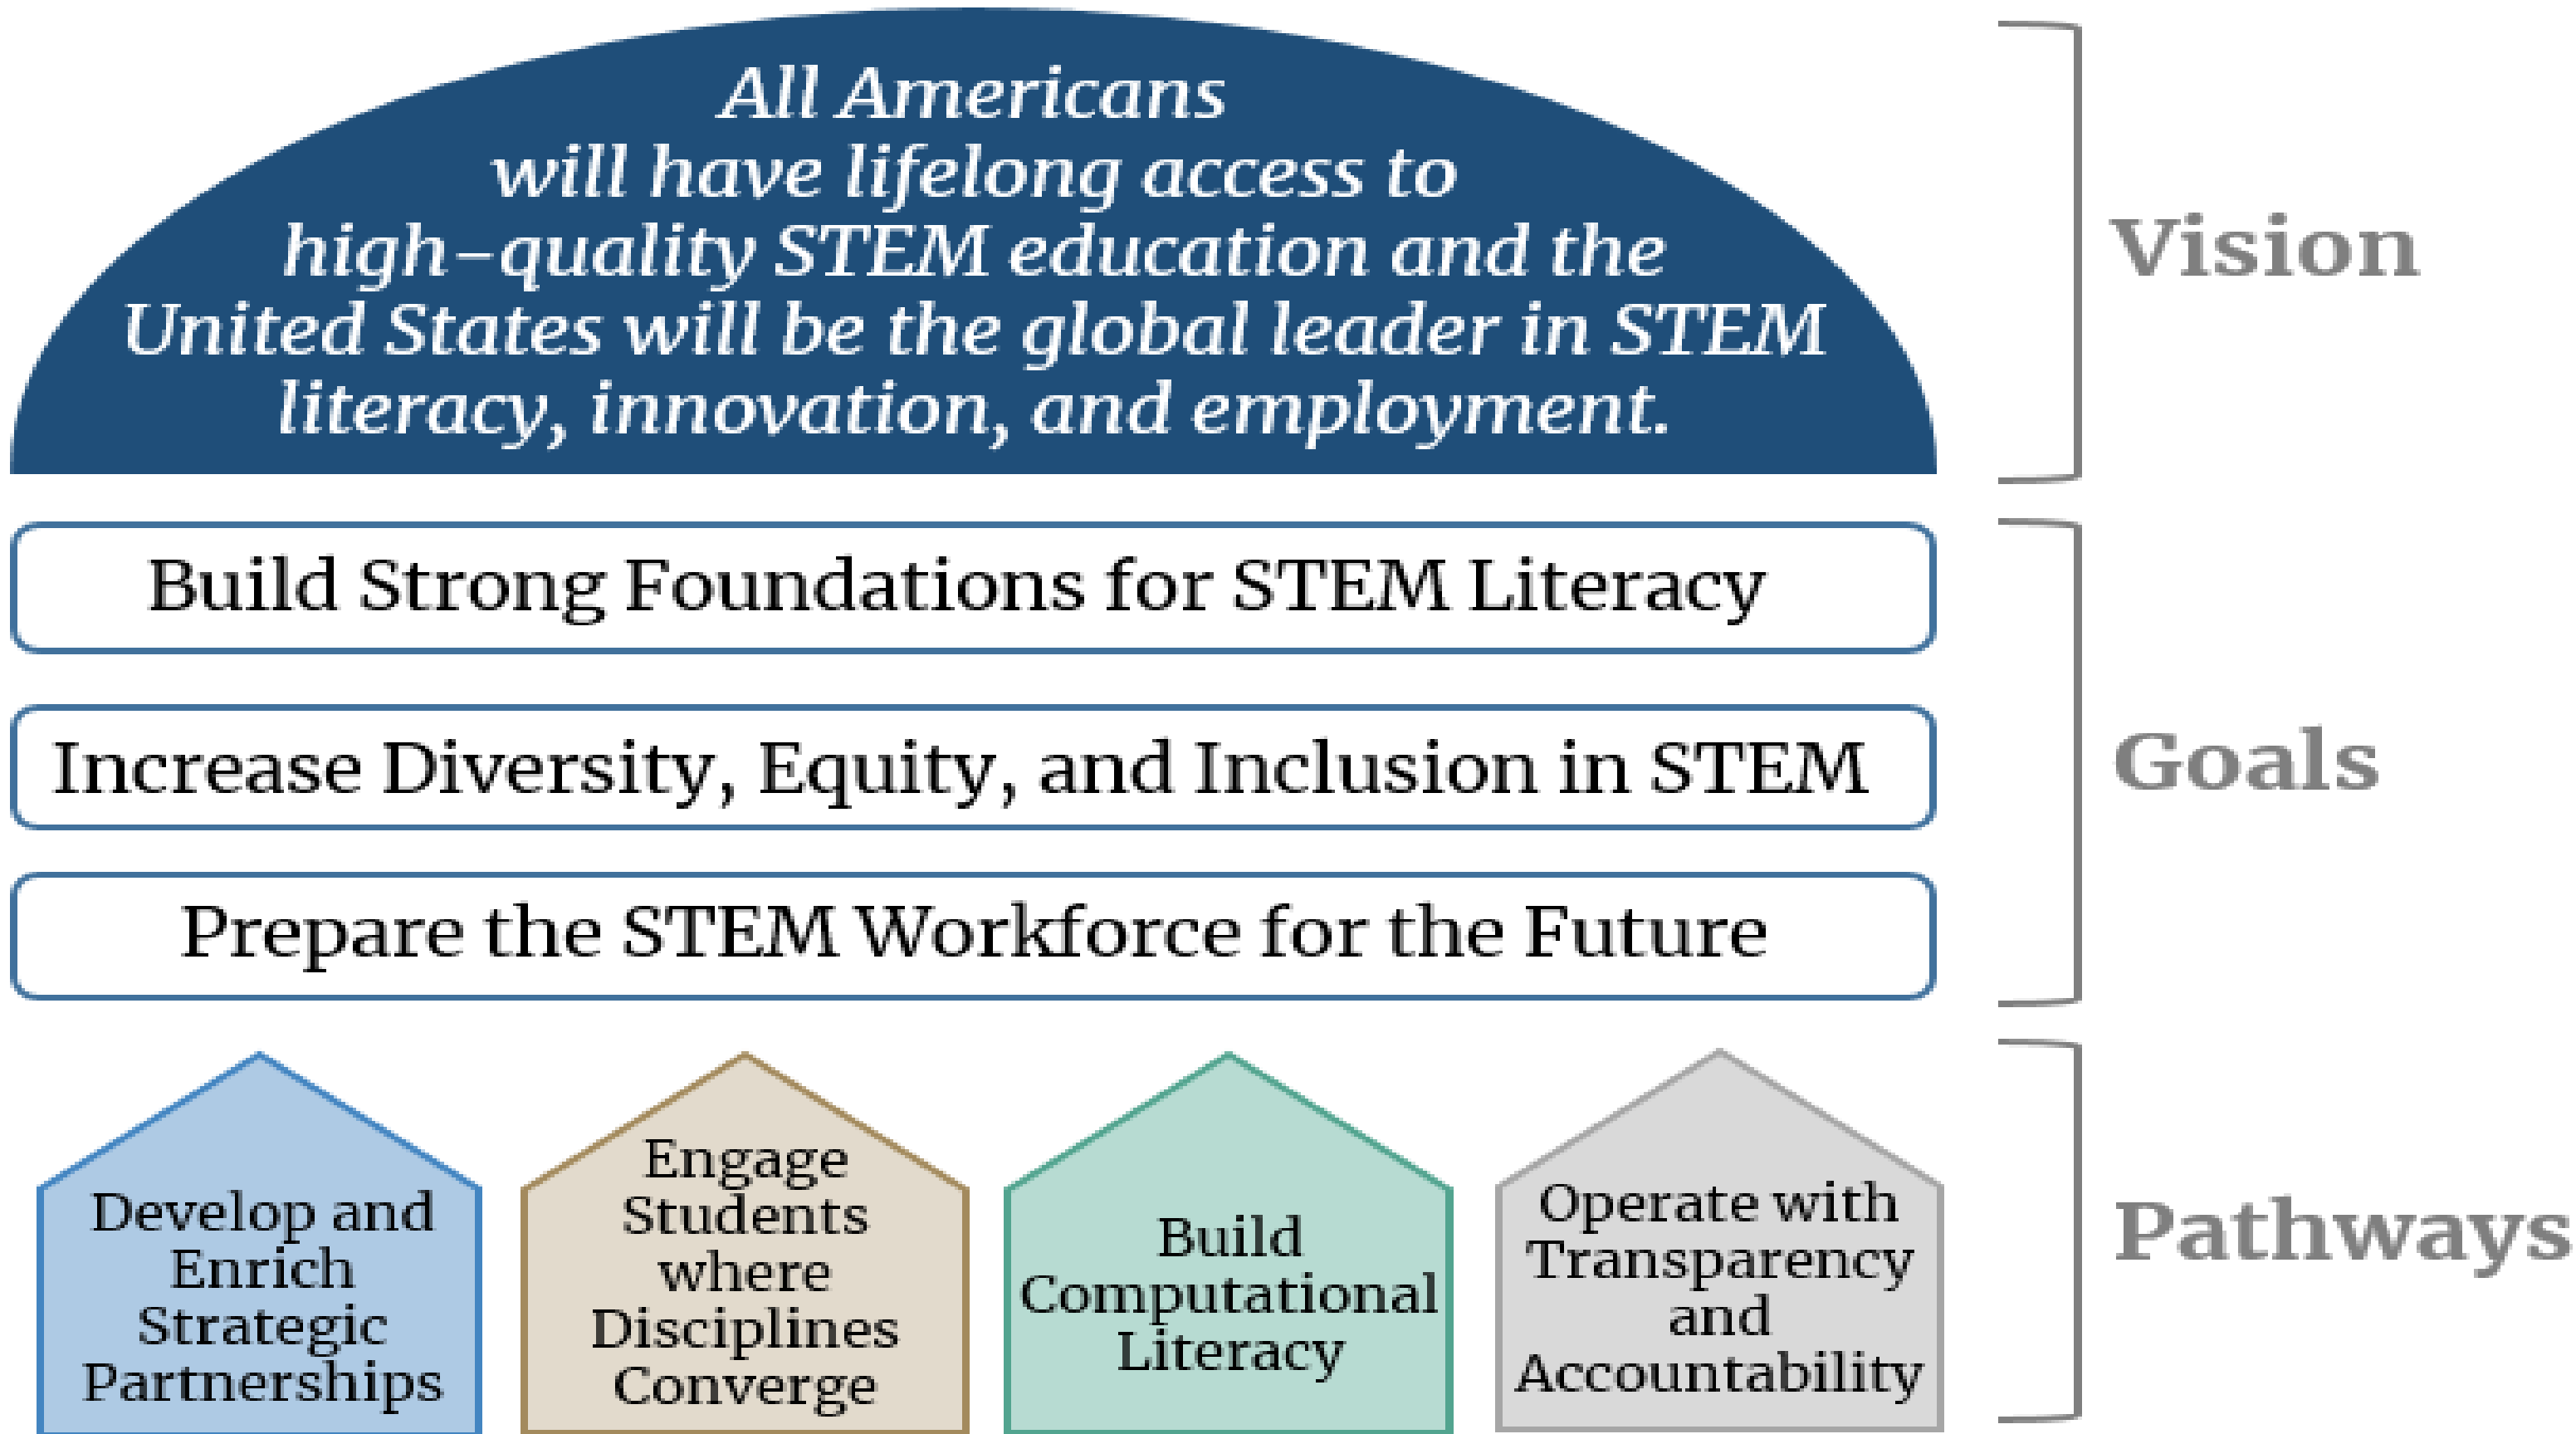 All Americans
will have lifelong access to
high-quality STEM education and the
United States will be the global leader in STEM
literacy, innovation, and employment.
Vision
Build Strong Foundations for STEM Literacy
Increase Diversity, Equity, and Inclusion in STEM
Prepare the STEM Workforce for the Future
Goals
Develop and
Enrich
Strategic
Partnerships
Engage
Students
where
Disciplines
Converge
Build
Computational
Literacy
Operate with
Transparency
and
Accountability
Pathways